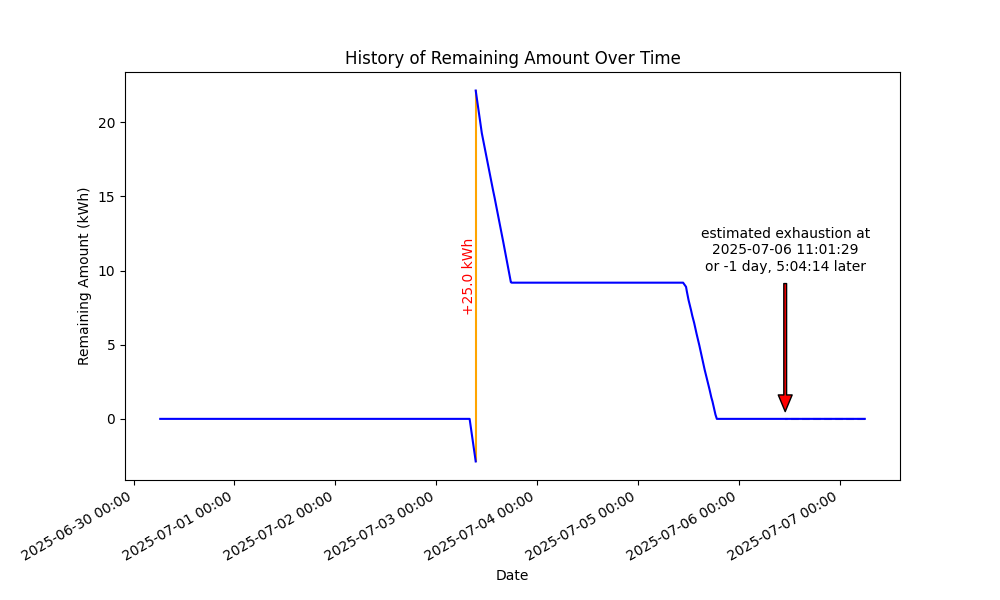 History of Remaining Amount Over Time
Remaining Amount (kWh)
20
15
10
5
0
+25.0 kWh
estimated exhaustion at
2025-07-06 11:01:29
or -1 day, 5:04:14 later
2025-06-30 00:00
2025-07-01 00:00
2025-07-02 00:00
2025-07-03 00:00
2025-07-04 00:00
2025-07-05 00:00
2025-07-06 00:00
2025-07-07 00:00
Date